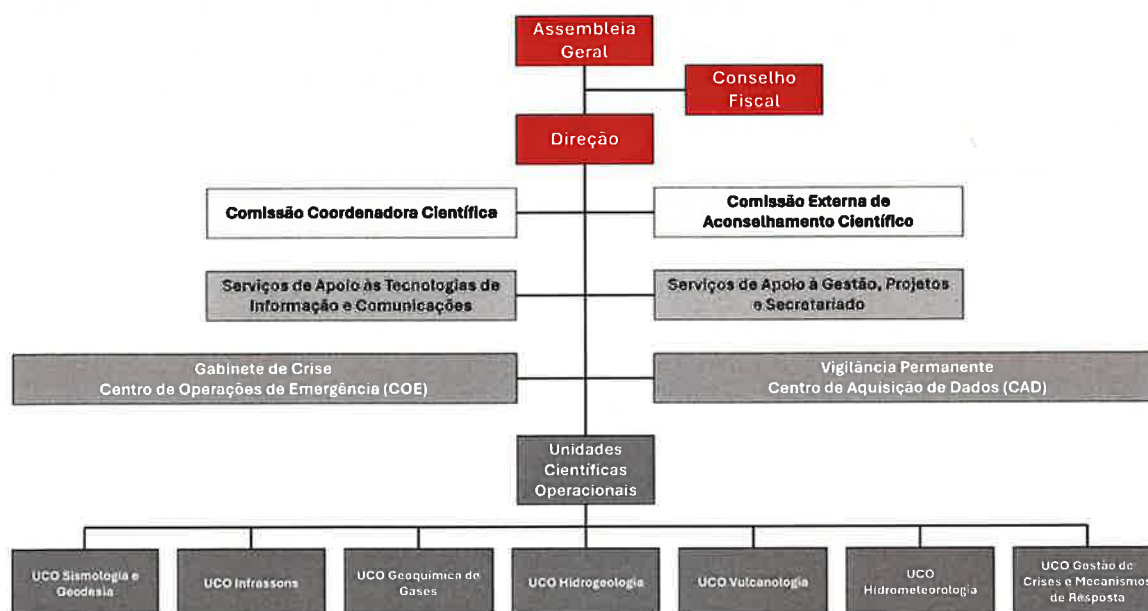 Assembleia
Geral
Conselho
Fiscal
Direção
Comissão Coordenadora Científica
Comissão Externa de
Aconselhamento Científico
Serviços de Apoio às Tecnologias de
Informação e Comunicações
Serviços de Apoio à Gestão, Projetos
e Secretariado
Gabinete de Crise
Centro de Operações de Emergência (COE)
Vigilância Permanente
Centro de Aquisição de Dados (CAD)
Unidades
Científicas
Operacionais
UCO Sismologia e
Geodesia
UCO Infrassons
UCO Geoquímica de
Gases
UCO Hidrogeologia
UCO Vulcanologia
UCO
Hidrometeorologia
UCO Gestão de
Crises e Mecanismos
de Resposta